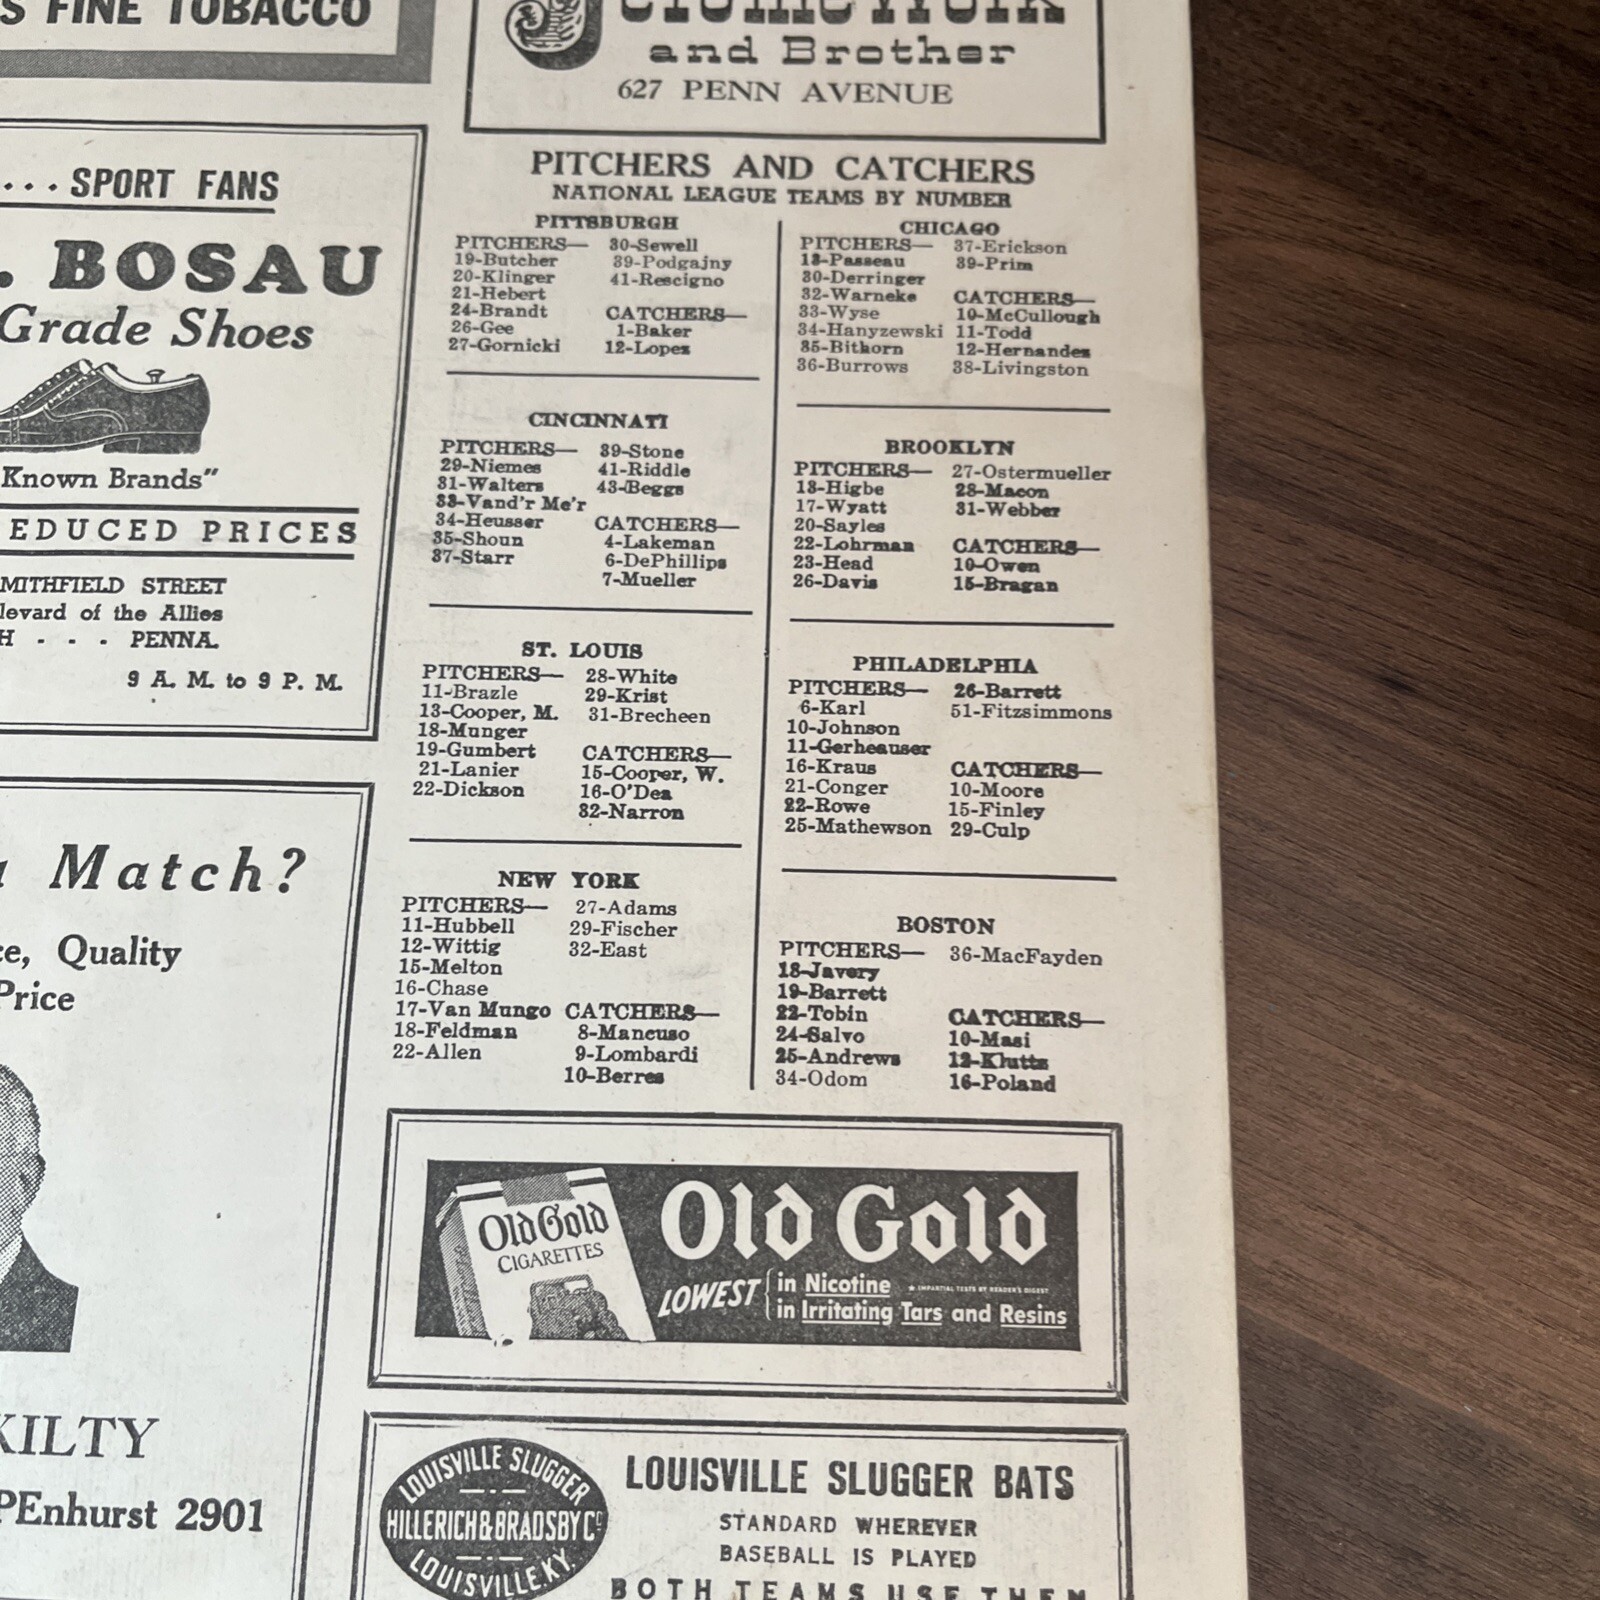 S FINE TOBACCO
and Brother
627 PENN AVENUE
. . . . SPORT FANS
. BOSAU
Grade Shoes
Known Brands"
EDUCED PRICES
MITHFIELD STREET
levard of the Allies
H - - - PENNA.
9 A. M. to 9 P. M.
Match?
ce, Quality
Price
KILTY
PEnhurst 2901
PITCHERS AND CATCHERS
NATIONAL LEAGUE TEAMS BY NUMBER
PITTSBURGH
PITCHERS—
19-Butcher
20-Klinger
21-Hebert
24-Brandt
26-Gee
27-Gornicki
30-Sewell
39-Podgajny
41-Rescigno
CATCHERS—
1-Baker
12-Lopez
CINCINNATI
PITCHERS—
29-Niemes
31-Walters
33-Vand'r Me'r
34-Heusser
35-Shoun
37-Starr
39-Stone
41-Riddle
43-Beggs
CATCHERS—
4-Lakeman
6-DePhillips
7-Mueller
ST. LOUIS
PITCHERS—
11-Brazle
13-Cooper, M.
18-Munger
19-Gumbert
21-Lanier
22-Dickson
28-White
29-Krist
31-Brecheen
CATCHERS—
15-Cooper, W.
16-O'Dea
32-Narron
NEW YORK
PITCHERS—
11-Hubbell
12-Wittig
15-Melton
16-Chase
17-Van Mungo
18-Feldman
22-Allen
27-Adams
29-Fischer
32-East
CATCHERS—
8-Mancuso
9-Lombardi
10-Berres
CHICAGO
PITCHERS—
13-Passeau
30-Derringer
32-Warneke
33-Wyse
34-Hanyzewski
35-Bithorn
36-Burrows
37-Erickson
39-Prim
CATCHERS—
10-McCullough
11-Todd
12-Hernandes
38-Livingston
BROOKLYN
PITCHERS—
13-Higbe
17-Wyatt
20-Sayles
22-Lohrman
23-Head
26-Davis
27-Ostermueller
28-Macon
31-Webber
CATCHERS—
10-Owen
15-Bragan
PHILADELPHIA
PITCHERS—
6-Karl
10-Johnson
11-Gerheauser
16-Kraus
21-Conger
22-Rowe
25-Mathewson
26-Barrett
51-Fitzsimmons
CATCHERS—
10-Moore
15-Finley
29-Culp
BOSTON
PITCHERS—
18-Javery
19-Barrett
22-Tobin
24-Salvo
25-Andrews
34-Odom
36-MacFayden
CATCHERS—
10-Masi
12-Klutts
16-Poland
Old Gold
CIGARETTES
Old Gold
LOWEST
in Nicotine
★ IMPARTIAL TESTS BY READER'S DIGEST
in Irritating Tars and Resins
LOUISVILLE SLUGGER
HILLERICH & BRADSBY Co
LOUISVILLE.KY.
LOUISVILLE SLUGGER BATS
STANDARD WHEREVER
BASEBALL IS PLAYED
BOTH TEAMS USE THEM